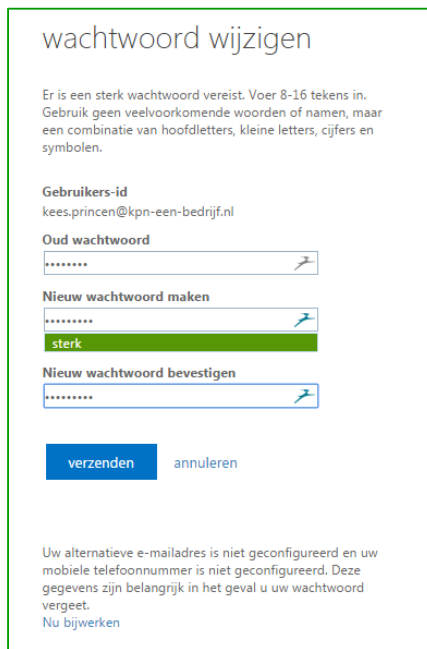 wachtwoord wijzigen
Er is een sterk wachtwoord vereist. Voer 8-16 tekens in.
Gebruik geen veelvoorkomende woorden of namen, maar
een combinatie van hoofdletters, kleine letters, cijfers en
symbolen.
Gebruikers-id
kees.princen@kpn-een-bedrijf.nl
Oud wachtwoord
••••••••
Nieuw wachtwoord maken
•••••••••
sterk
Nieuw wachtwoord bevestigen
•••••••••
verzenden annuleren
Uw alternatieve e-mailadres is niet geconfigureerd en uw
mobiele telefoonnummer is niet geconfigureerd. Deze
gegevens zijn belangrijk in het geval u uw wachtwoord
vergeet.
Nu bijwerken